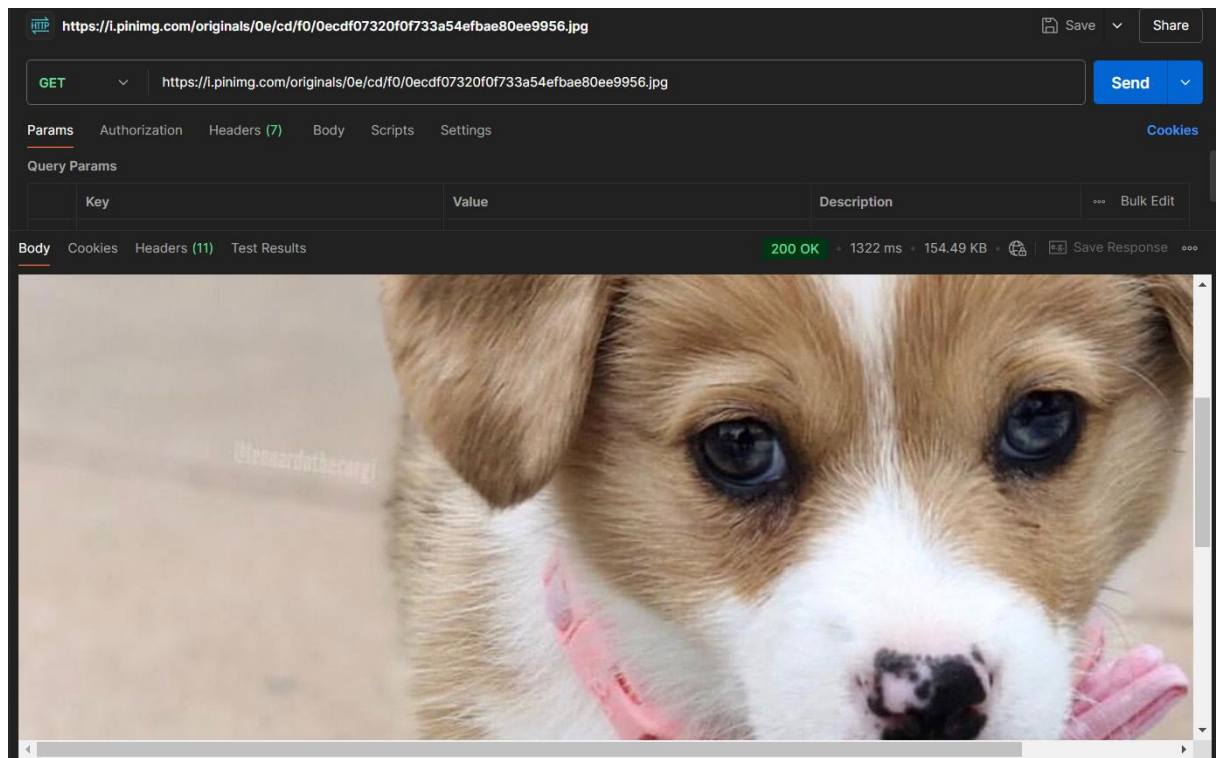 HTTP https://i.pinimg.com/originals/0e/cd/f0/0ecdf07320f0f733a54efbae80ee9956.jpg Save Share
GET https://i.pinimg.com/originals/0e/cd/f0/0ecdf07320f0f733a54efbae80ee9956.jpg Send
Params Authorization Headers (7) Body Scripts Settings Cookies
Query Params
Key Value Description Bulk Edit
Body Cookies Headers (11) Test Results 200 OK 1322 ms 154.49 KB e.g. Save Response
@leonardothecorgi